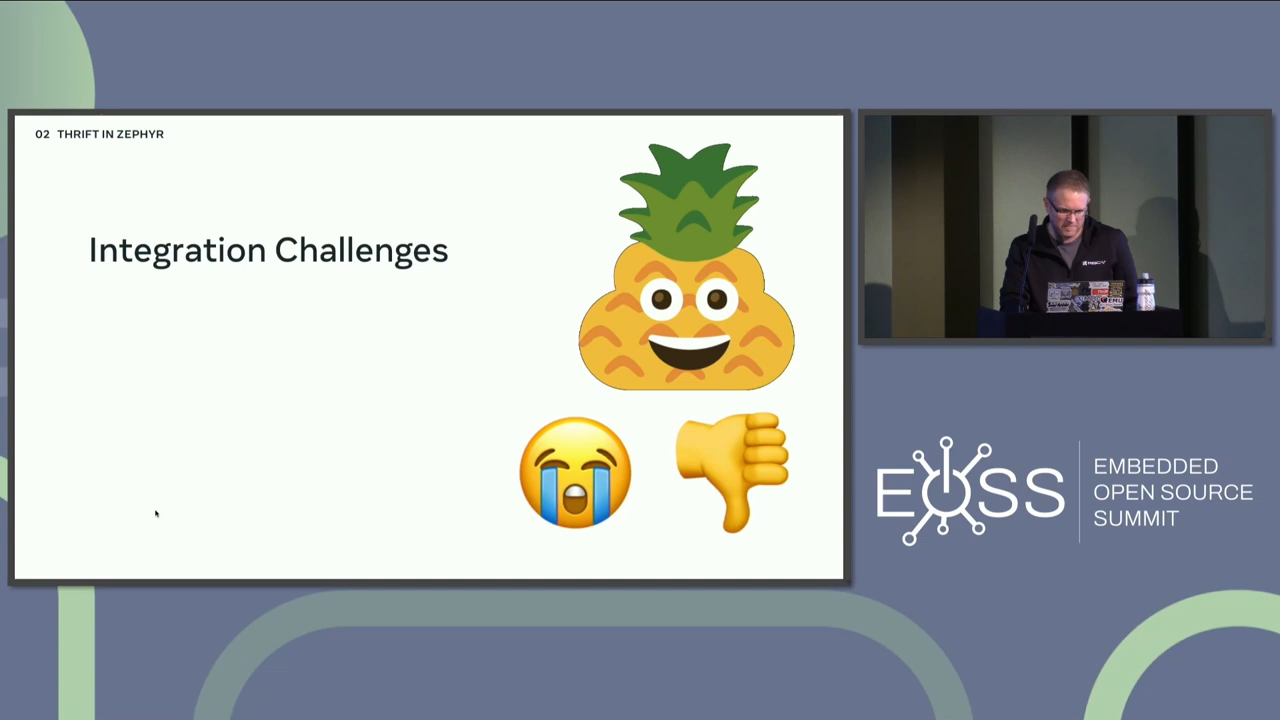 02 THRIFT IN ZEPHYR
Integration Challenges
EOSS
EMBEDDED
OPEN SOURCE
SUMMIT